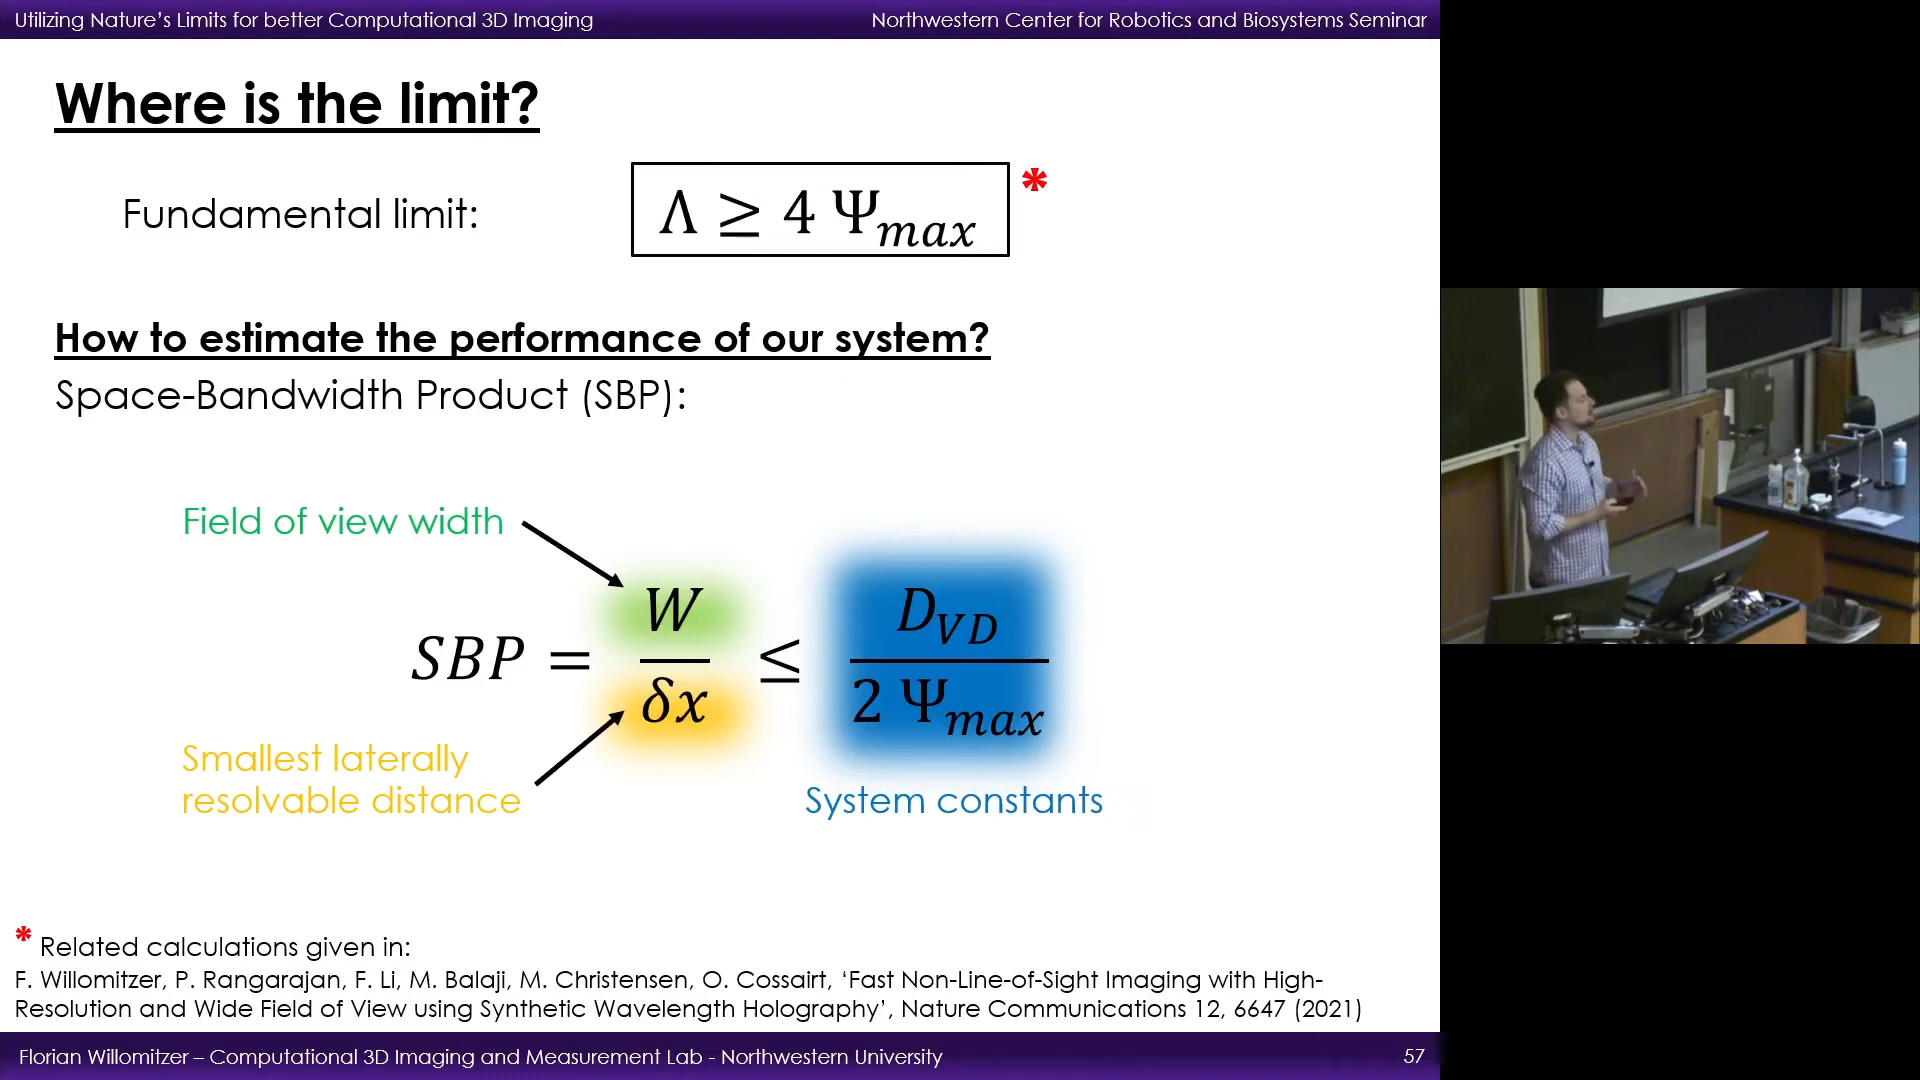 Utilizing Nature’s Limits for better Computational 3D Imaging
Northwestern Center for Robotics and Biosystems Seminar
Where is the limit?
Fundamental limit:
Λ ≥ 4 Ψmax *
How to estimate the performance of our system?
Space-Bandwidth Product (SBP):
Field of view width
SBP = W / δx ≤ D_VD / 2 Ψmax
Smallest laterally
resolvable distance
System constants
* Related calculations given in:
F. Willomitzer, P. Rangarajan, F. Li, M. Balaji, M. Christensen, O. Cossairt, ‘Fast Non-Line-of-Sight Imaging with High-
Resolution and Wide Field of View using Synthetic Wavelength Holography’, Nature Communications 12, 6647 (2021)
Florian Willomitzer – Computational 3D Imaging and Measurement Lab - Northwestern University
57